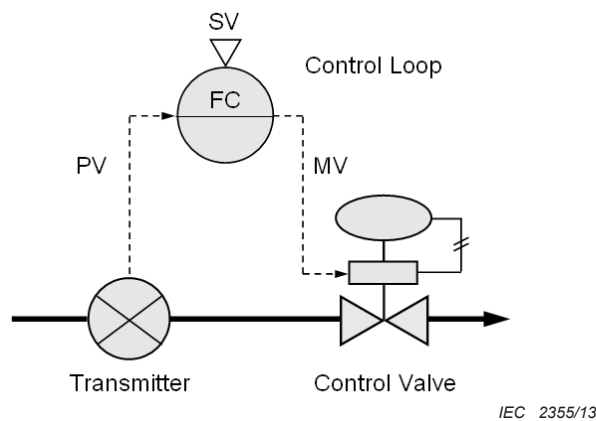 SV
Control Loop
FC
PV
MV
Transmitter
Control Valve
IEC 2355/13